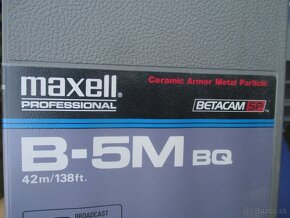 maxell®
PROFESSIONAL
Ceramic Armor Metal Particle
BETACAM SP
B-5M BQ
42m/138ft.
BROADCAST
bazos.sk